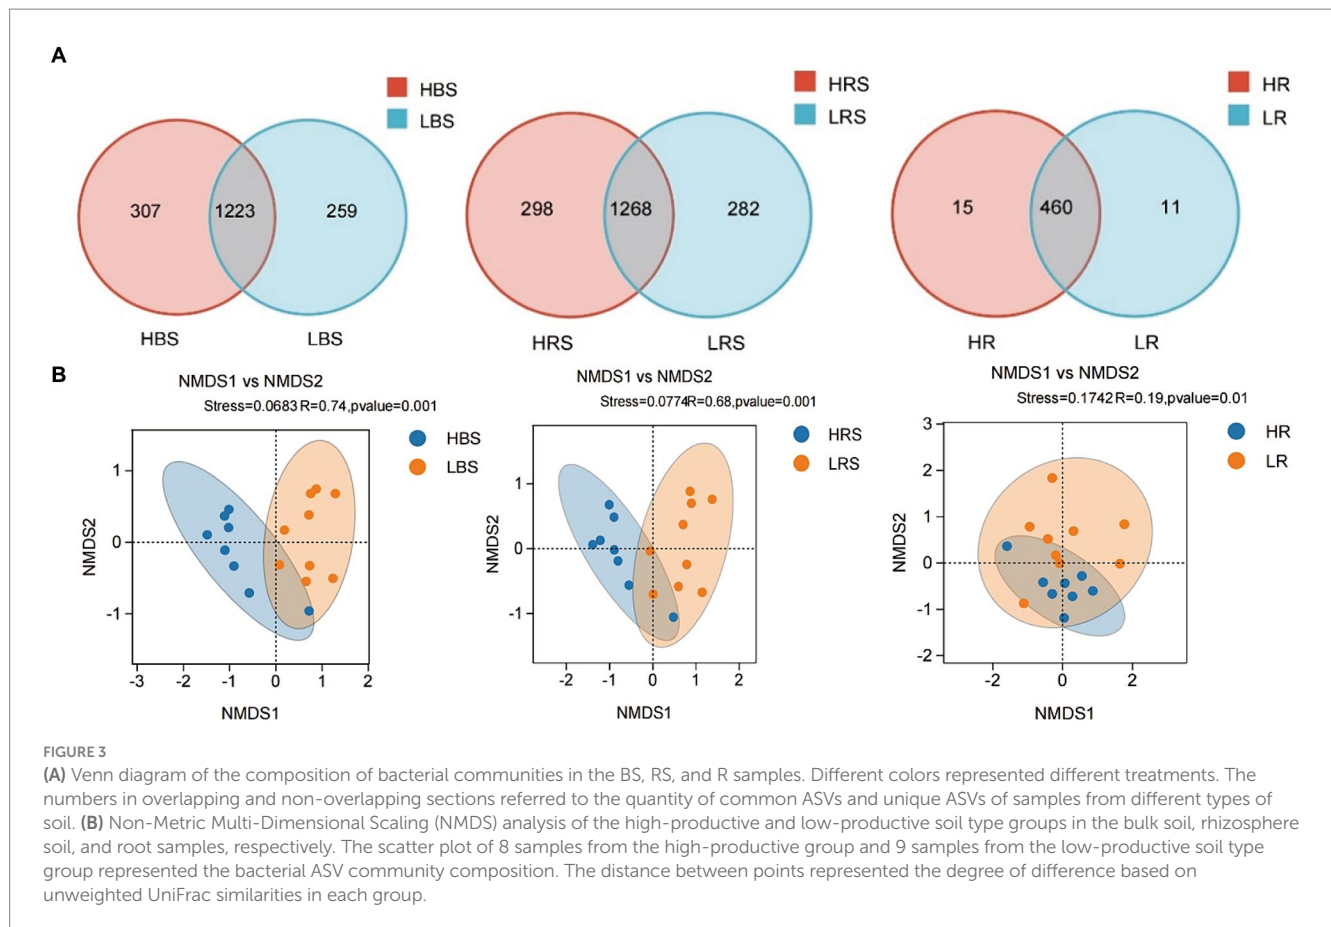 A
HBS
LBS
307
1223
259
HBS
LBS
HRS
LRS
298
1268
282
HRS
LRS
HR
LR
15
460
11
HR
LR
B
NMDS1 vs NMDS2
Stress=0.0683 R=0.74,pvalue=0.001
HBS
LBS
NMDS2
1
0
-1
-3 -2 -1 0 1 2
NMDS1
NMDS1 vs NMDS2
Stress=0.0774R=0.68,pvalue=0.001
HRS
LRS
NMDS2
1
0
-1
-2 -1 0 1 2
NMDS1
NMDS1 vs NMDS2
Stress=0.1742 R=0.19,pvalue=0.01
HR
LR
NMDS2
3
2
1
0
-1
-2
-2 0 2
NMDS1
FIGURE 3
(A) Venn diagram of the composition of bacterial communities in the BS, RS, and R samples. Different colors represented different treatments. The
numbers in overlapping and non-overlapping sections referred to the quantity of common ASVs and unique ASVs of samples from different types of
soil. (B) Non-Metric Multi-Dimensional Scaling (NMDS) analysis of the high-productive and low-productive soil type groups in the bulk soil, rhizosphere
soil, and root samples, respectively. The scatter plot of 8 samples from the high-productive group and 9 samples from the low-productive soil type
group represented the bacterial ASV community composition. The distance between points represented the degree of difference based on
unweighted UniFrac similarities in each group.